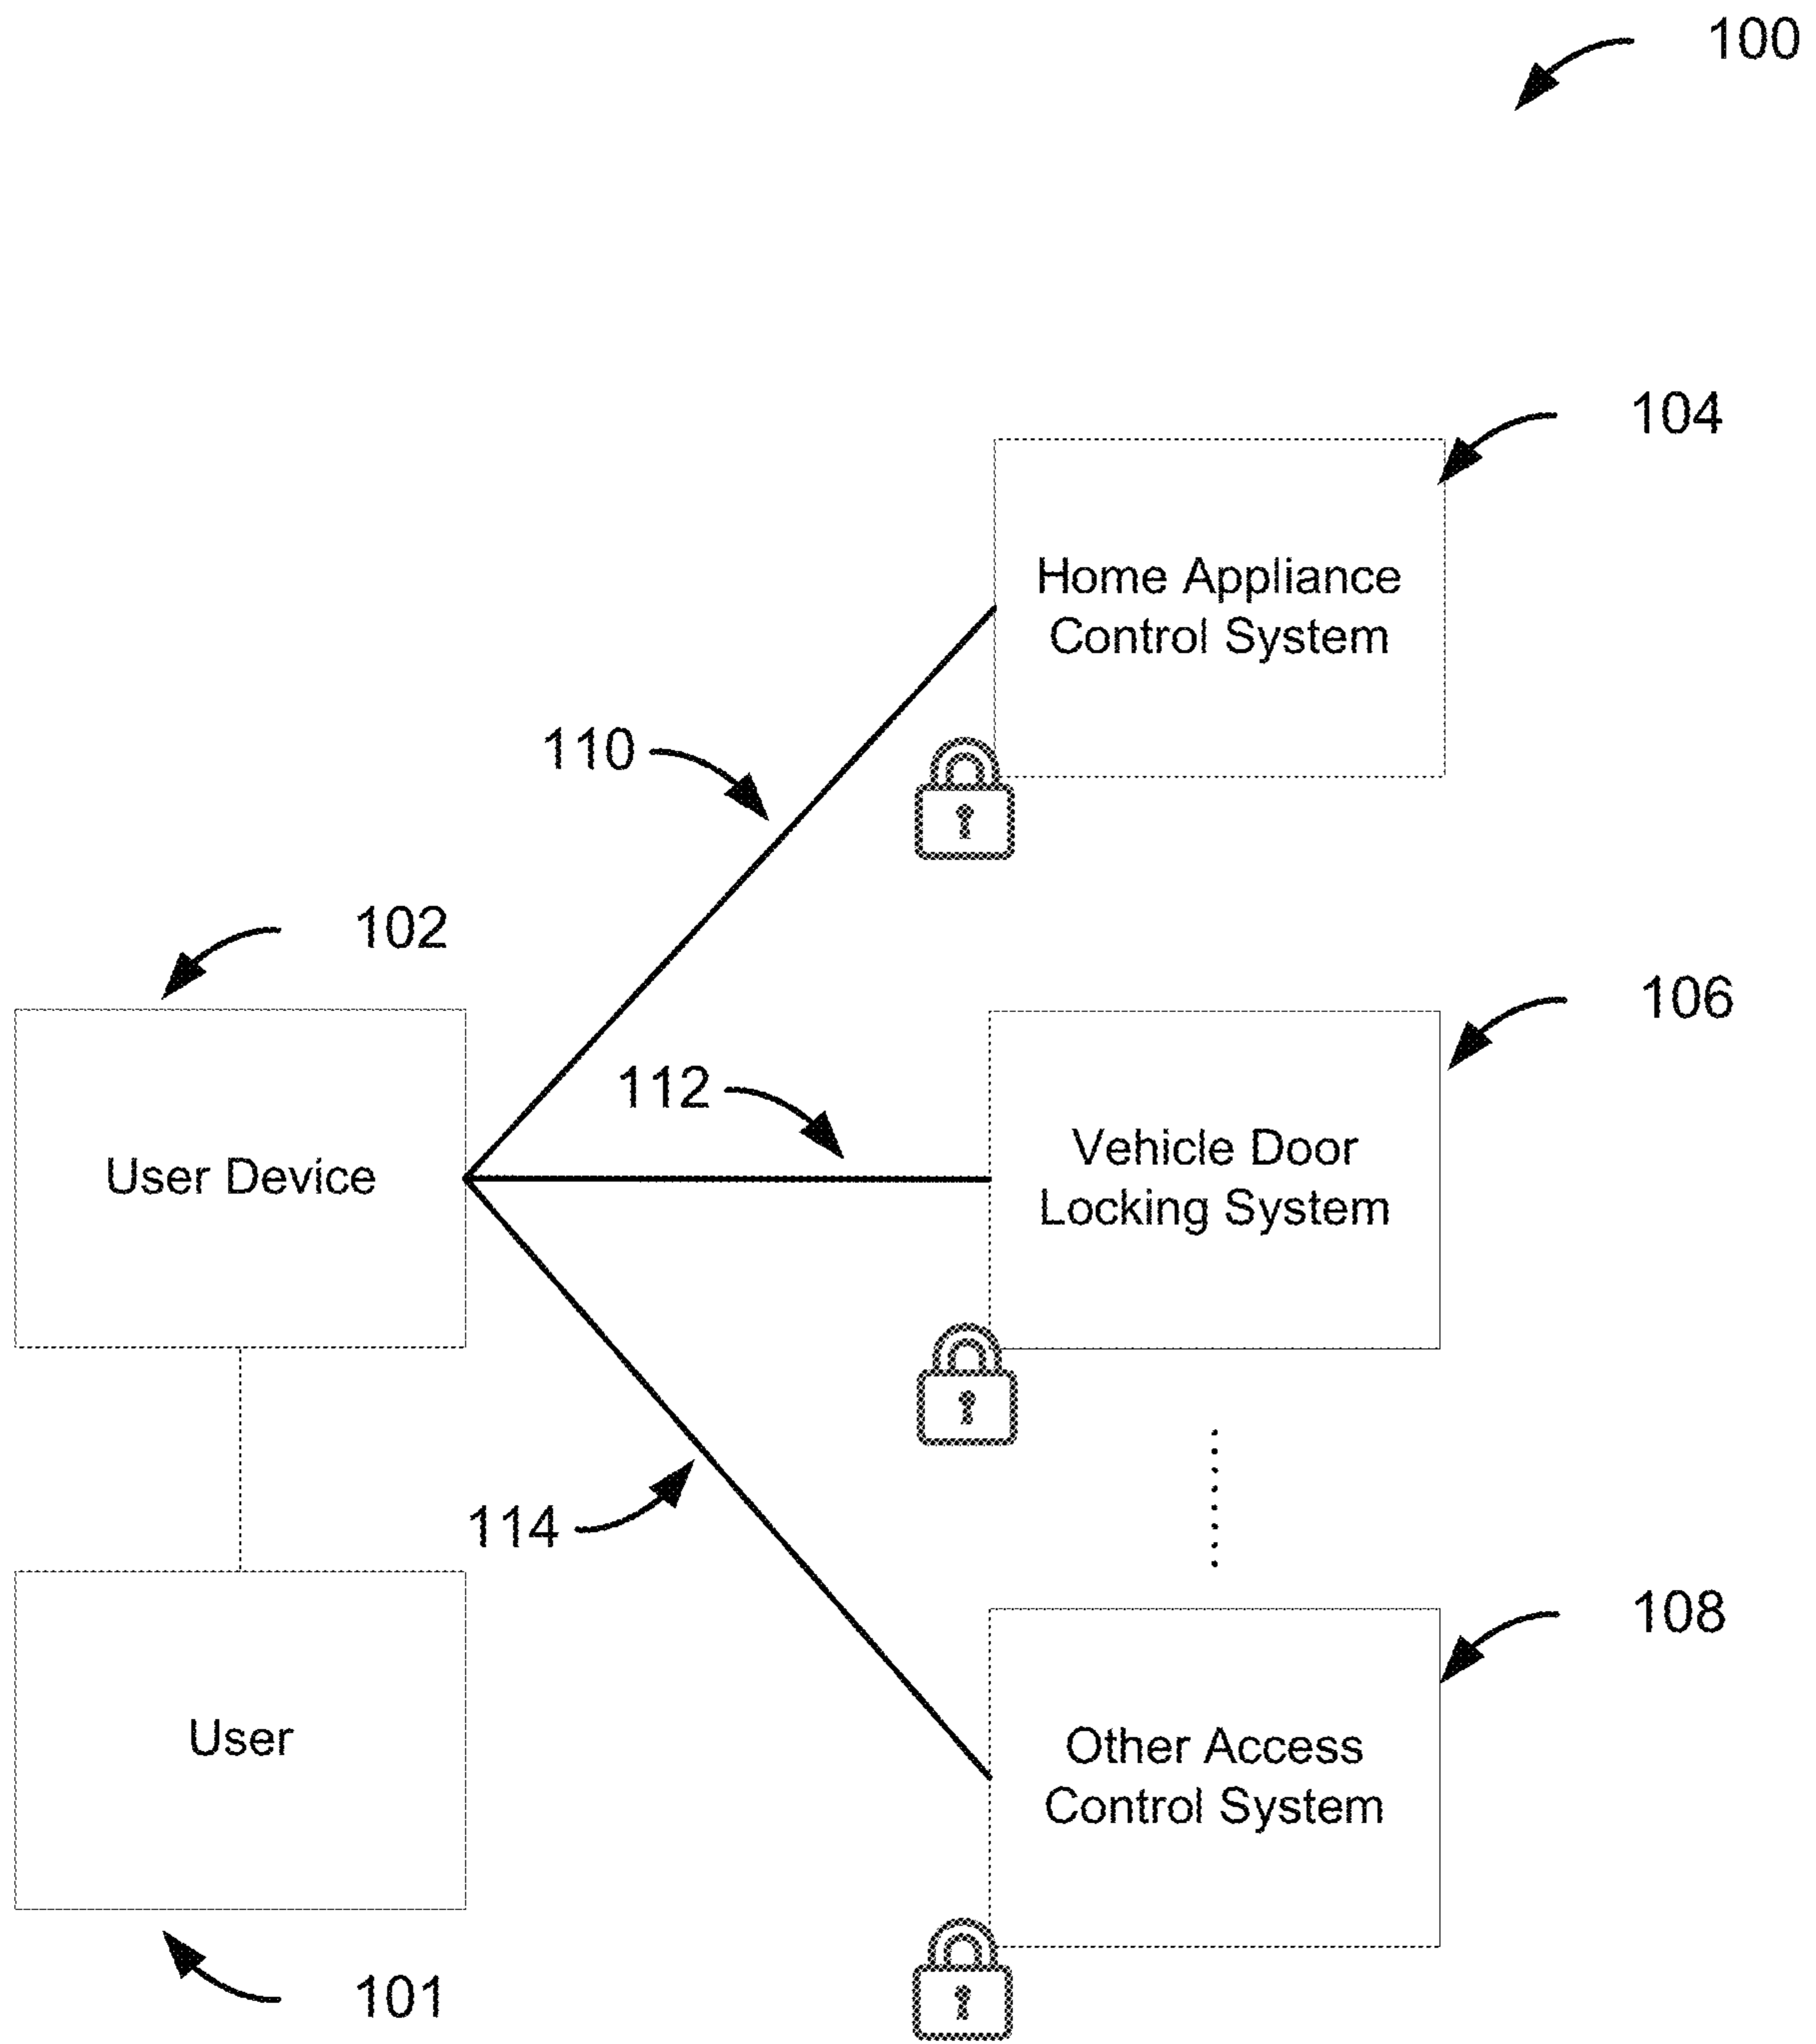 100
104
Home Appliance
Control System
110
102
106
112
User Device
Vehicle Door
Locking System
114
108
User
Other Access
Control System
101